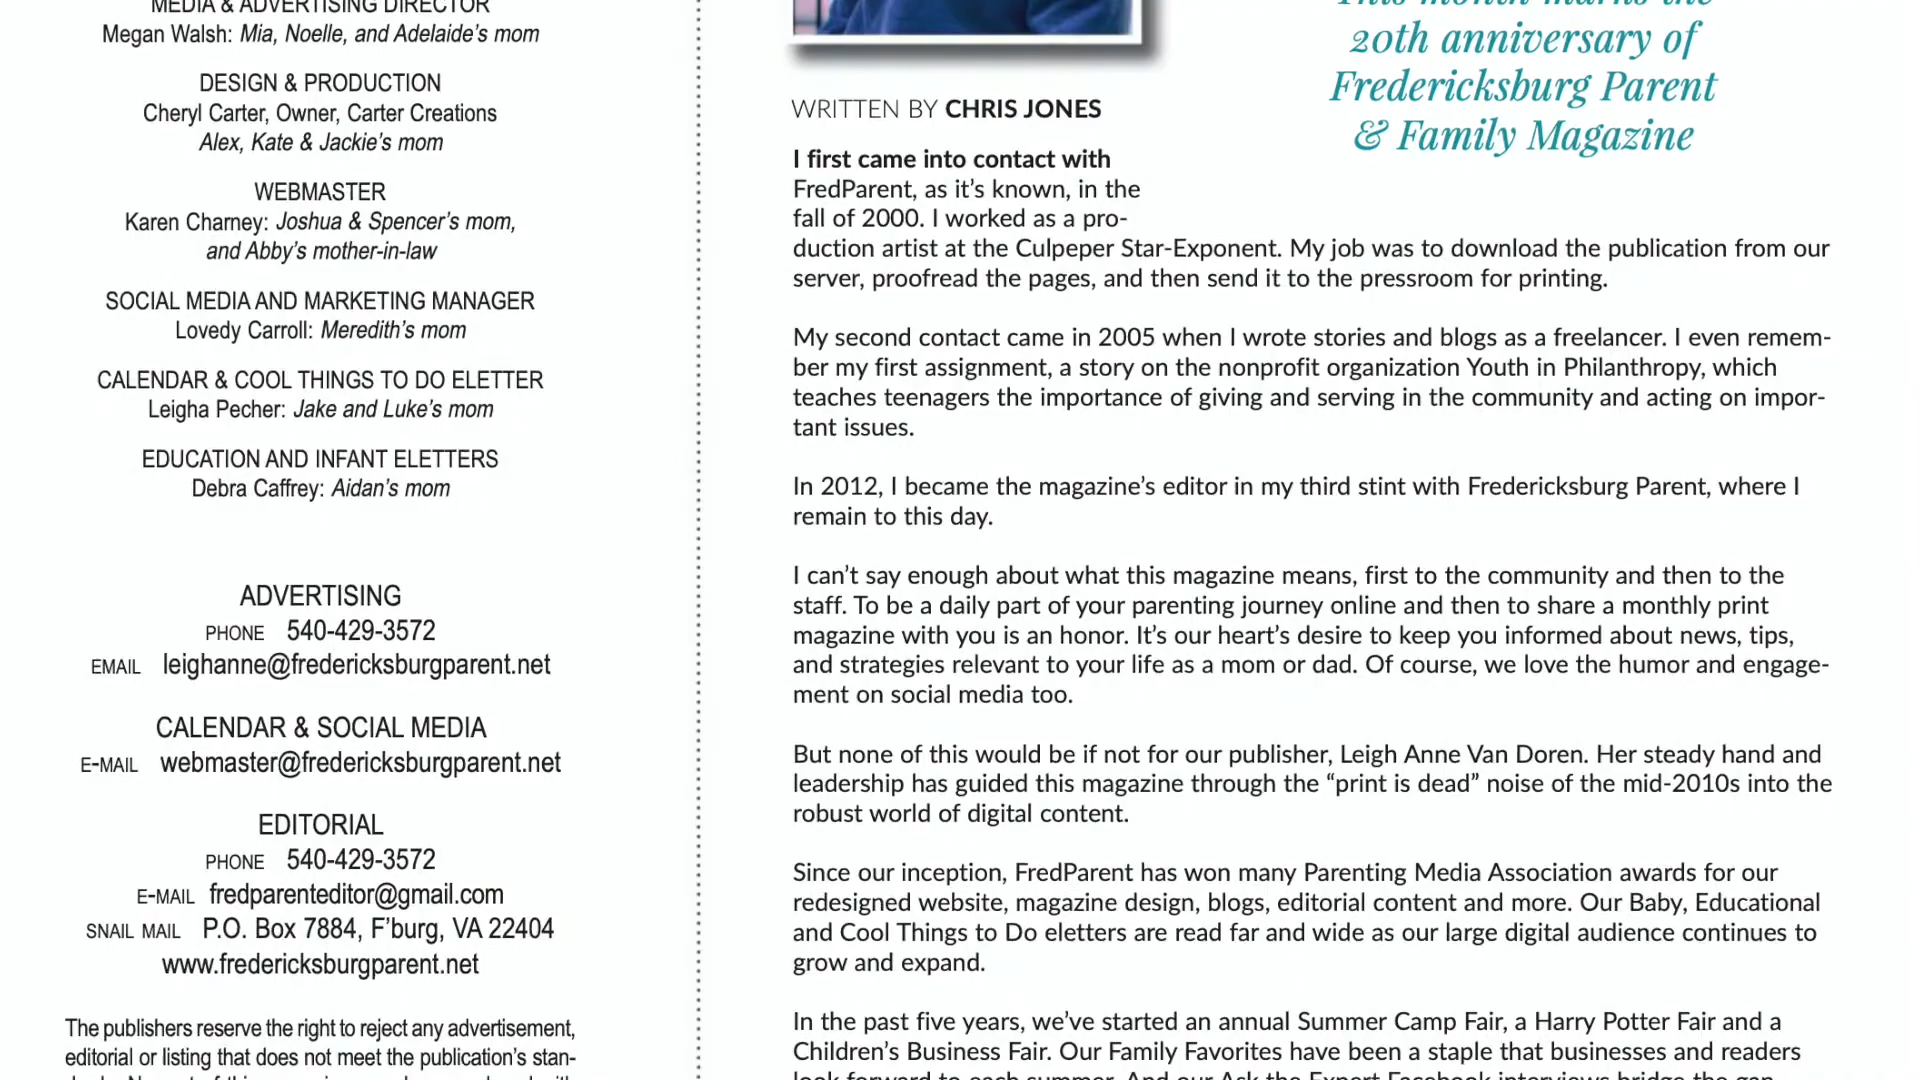 MEDIA & ADVERTISING DIRECTOR
Megan Walsh: Mia, Noelle, and Adelaide's mom
DESIGN & PRODUCTION
Cheryl Carter, Owner, Carter Creations
Alex, Kate & Jackie's mom
WEBMASTER
Karen Charney: Joshua & Spencer's mom,
and Abby's mother-in-law
SOCIAL MEDIA AND MARKETING MANAGER
Lovedy Carroll: Meredith's mom
CALENDAR & COOL THINGS TO DO ELETTER
Leigha Pecher: Jake and Luke's mom
EDUCATION AND INFANT ELETTERS
Debra Caffrey: Aidan's mom
ADVERTISING
PHONE 540-429-3572
EMAIL leighanne@fredericksburgparent.net
CALENDAR & SOCIAL MEDIA
E-MAIL webmaster@fredericksburgparent.net
EDITORIAL
PHONE 540-429-3572
E-MAIL fredparenteditor@gmail.com
SNAIL MAIL P.O. Box 7884, F'burg, VA 22404
www.fredericksburgparent.net
The publishers reserve the right to reject any advertisement,
editorial or listing that does not meet the publication's stan-
This month marks the
20th anniversary of
Fredericksburg Parent
& Family Magazine
WRITTEN BY CHRIS JONES
I first came into contact with
FredParent, as it's known, in the
fall of 2000. I worked as a pro-
duction artist at the Culpeper Star-Exponent. My job was to download the publication from our
server, proofread the pages, and then send it to the pressroom for printing.
My second contact came in 2005 when I wrote stories and blogs as a freelancer. I even remem-
ber my first assignment, a story on the nonprofit organization Youth in Philanthropy, which
teaches teenagers the importance of giving and serving in the community and acting on impor-
tant issues.
In 2012, I became the magazine's editor in my third stint with Fredericksburg Parent, where I
remain to this day.
I can't say enough about what this magazine means, first to the community and then to the
staff. To be a daily part of your parenting journey online and then to share a monthly print
magazine with you is an honor. It's our heart's desire to keep you informed about news, tips,
and strategies relevant to your life as a mom or dad. Of course, we love the humor and engage-
ment on social media too.
But none of this would be if not for our publisher, Leigh Anne Van Doren. Her steady hand and
leadership has guided this magazine through the “print is dead” noise of the mid-2010s into the
robust world of digital content.
Since our inception, FredParent has won many Parenting Media Association awards for our
redesigned website, magazine design, blogs, editorial content and more. Our Baby, Educational
and Cool Things to Do eletters are read far and wide as our large digital audience continues to
grow and expand.
In the past five years, we've started an annual Summer Camp Fair, a Harry Potter Fair and a
Children's Business Fair. Our Family Favorites have been a staple that businesses and readers
look forward to each summer. And our Ask the Expert Facebook interviews bridge the gap